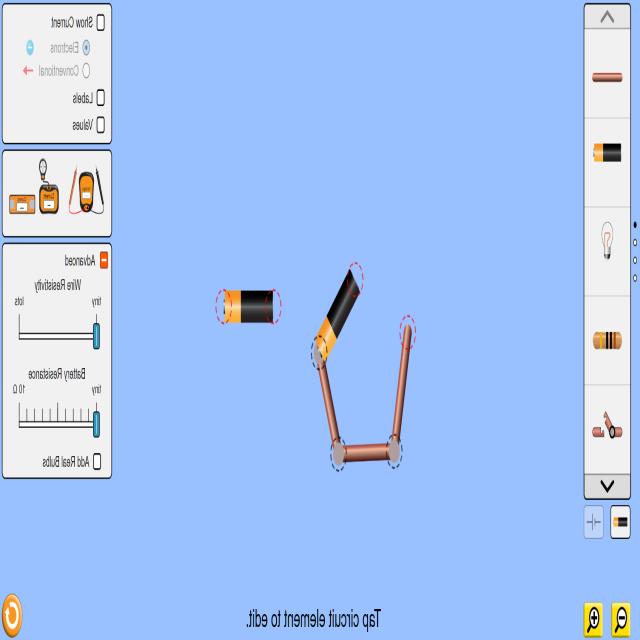 Show Current
Electrons
Conventional
Labels
Values
Advanced
Wire Resistivity
tiny lots
Battery Resistance
tiny 10 Ω
Add Real Bulbs
Tap circuit element to edit.